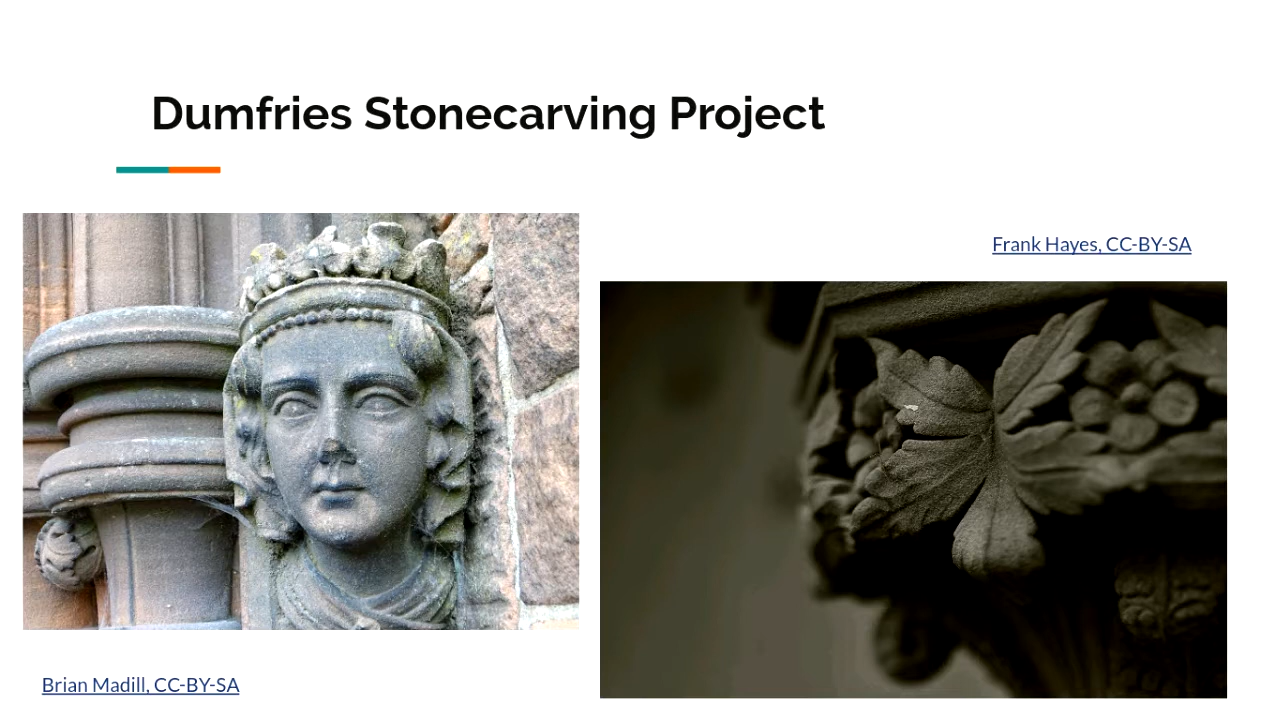 Dumfries Stonecarving Project
Frank Hayes, CC-BY-SA
Brian Madill, CC-BY-SA